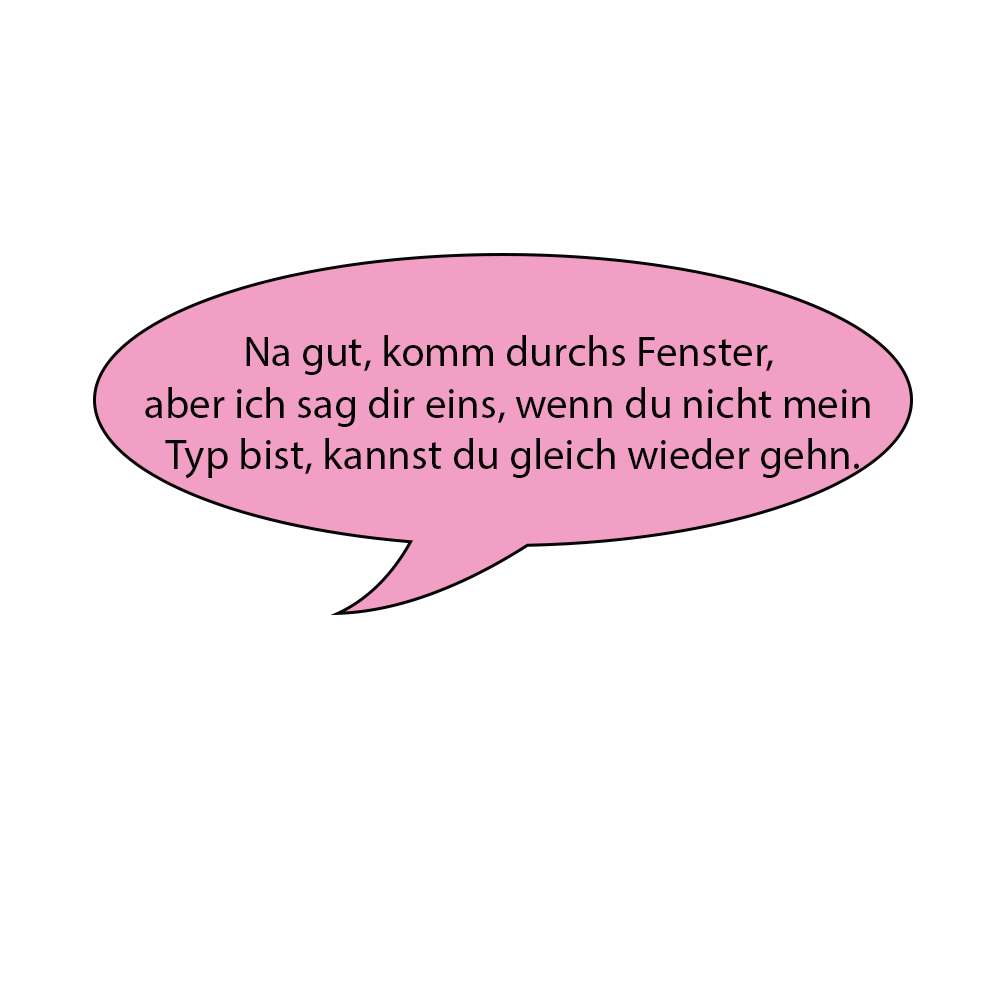 Na gut, komm durchs Fenster,
aber ich sag dir eins, wenn du nicht mein
Typ bist, kannst du gleich wieder gehn.